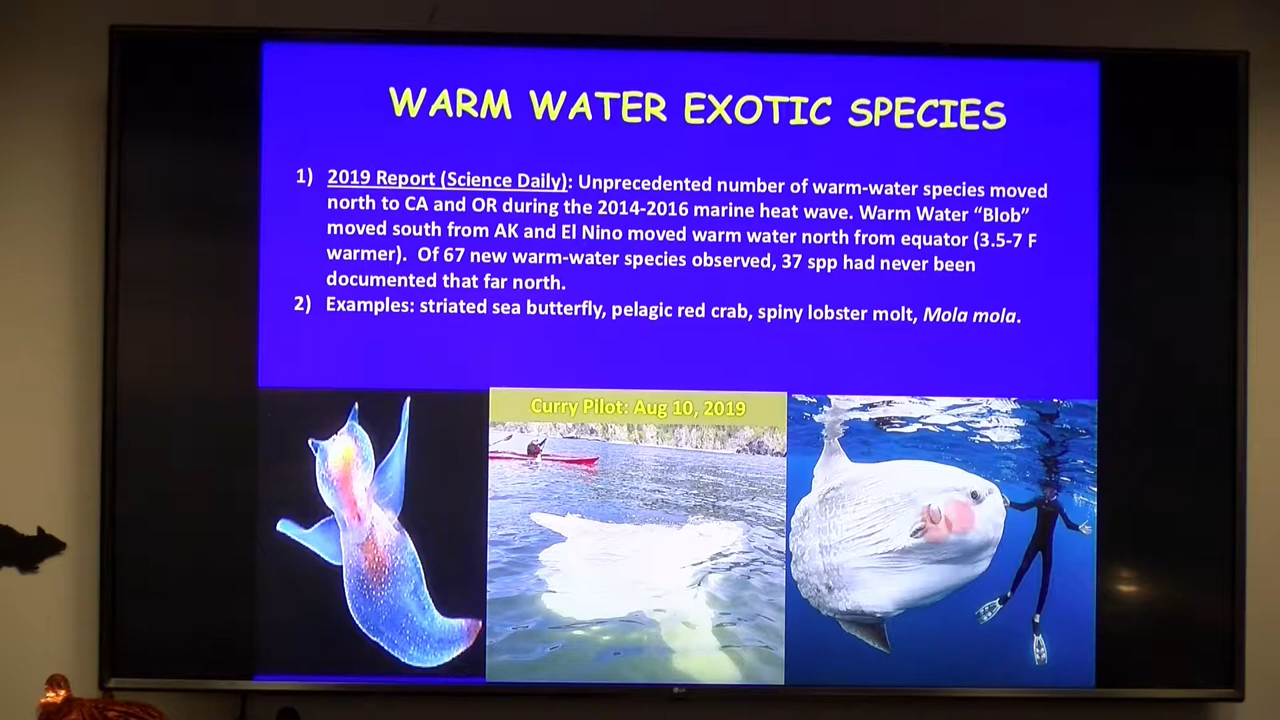 WARM WATER EXOTIC SPECIES
1) 2019 Report (Science Daily): Unprecedented number of warm-water species moved
north to CA and OR during the 2014-2016 marine heat wave. Warm Water “Blob”
moved south from AK and El Nino moved warm water north from equator (3.5-7 F
warmer). Of 67 new warm-water species observed, 37 spp had never been
documented that far north.
2) Examples: striated sea butterfly, pelagic red crab, spiny lobster molt, Mola mola.
Curry Pilot: Aug 10, 2019
LG